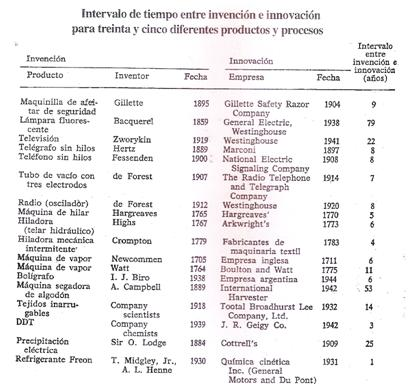 Intervalo de tiempo entre invención e innovación
para treinta y cinco diferentes productos y procesos
Intervalo
entre
Invención Innovación invención e
innovación
Producto Inventor Fecha Empresa Fecha (años)
Maquinilla de afei- Gillette 1895 Gillette Safety Razor 1904 9
tar de seguridad Company
Lámpara fluores- Bacquerel 1859 General Electric, 1938 79
cente Westinghouse
Televisión Zworykin 1919 Westinghouse 1941 22
Telégrafo sin hilos Hertz 1889 Marconi 1897 8
Teléfono sin hilos Fessenden 1900 National Electric 1908 8
Signaling Company
Tubo de vacío con de Forest 1907 The Radio Telephone 1914 7
tres electrodos and Telegraph
Company
Radio (oscilador) de Forest 1912 Westinghouse 1920 8
Máquina de hilar Hargreaves 1765 Hargreaves' 1770 5
Hiladora Highs 1767 Arkwright's 1773 6
(telar hidráulico)
Hiladora mecánica Crompton 1779 Fabricantes de 1783 4
intermitente maquinaria textil
Máquina de vapor Newcommen 1705 Empresa inglesa 1711 6
Máquina de vapor Watt 1764 Boulton and Watt 1775 11
Bolígrafo I. J. Biro 1938 Empresa argentina 1944 6
Máquina segadora A. Campbell 1889 International 1942 53
de algodón Harvester
Tejidos inarru- Company 1918 Tootal Broadhurst Lee 1932 14
gables scientists Company, Ltd.
DDT Company 1939 J. R. Geigy Co. 1942 3
chemists
Precipitación Sir O. Lodge 1884 Cottrell's 1909 25
eléctrica
Refrigerante Freon T. Midgley, Jr., 1930 Química cinética 1931 1
A. L. Henne Inc. (General
Motors and Du Pont)